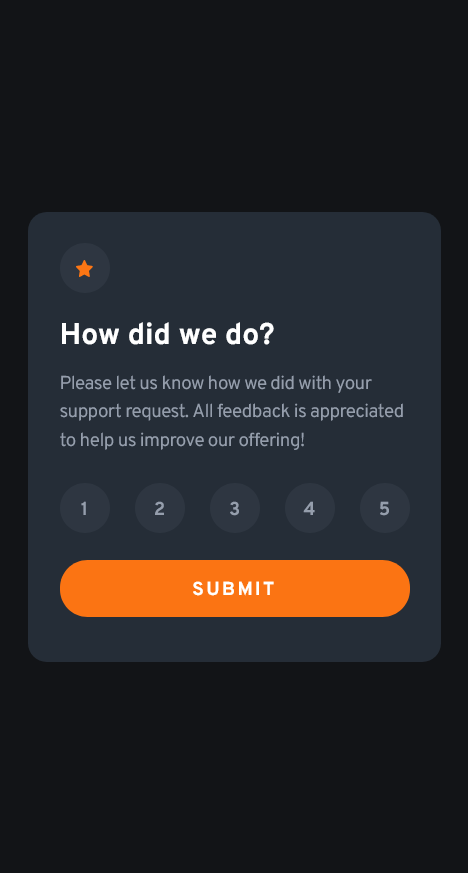 How did we do?
Please let us know how we did with your
support request. All feedback is appreciated
to help us improve our offering!
1 2 3 4 5
SUBMIT